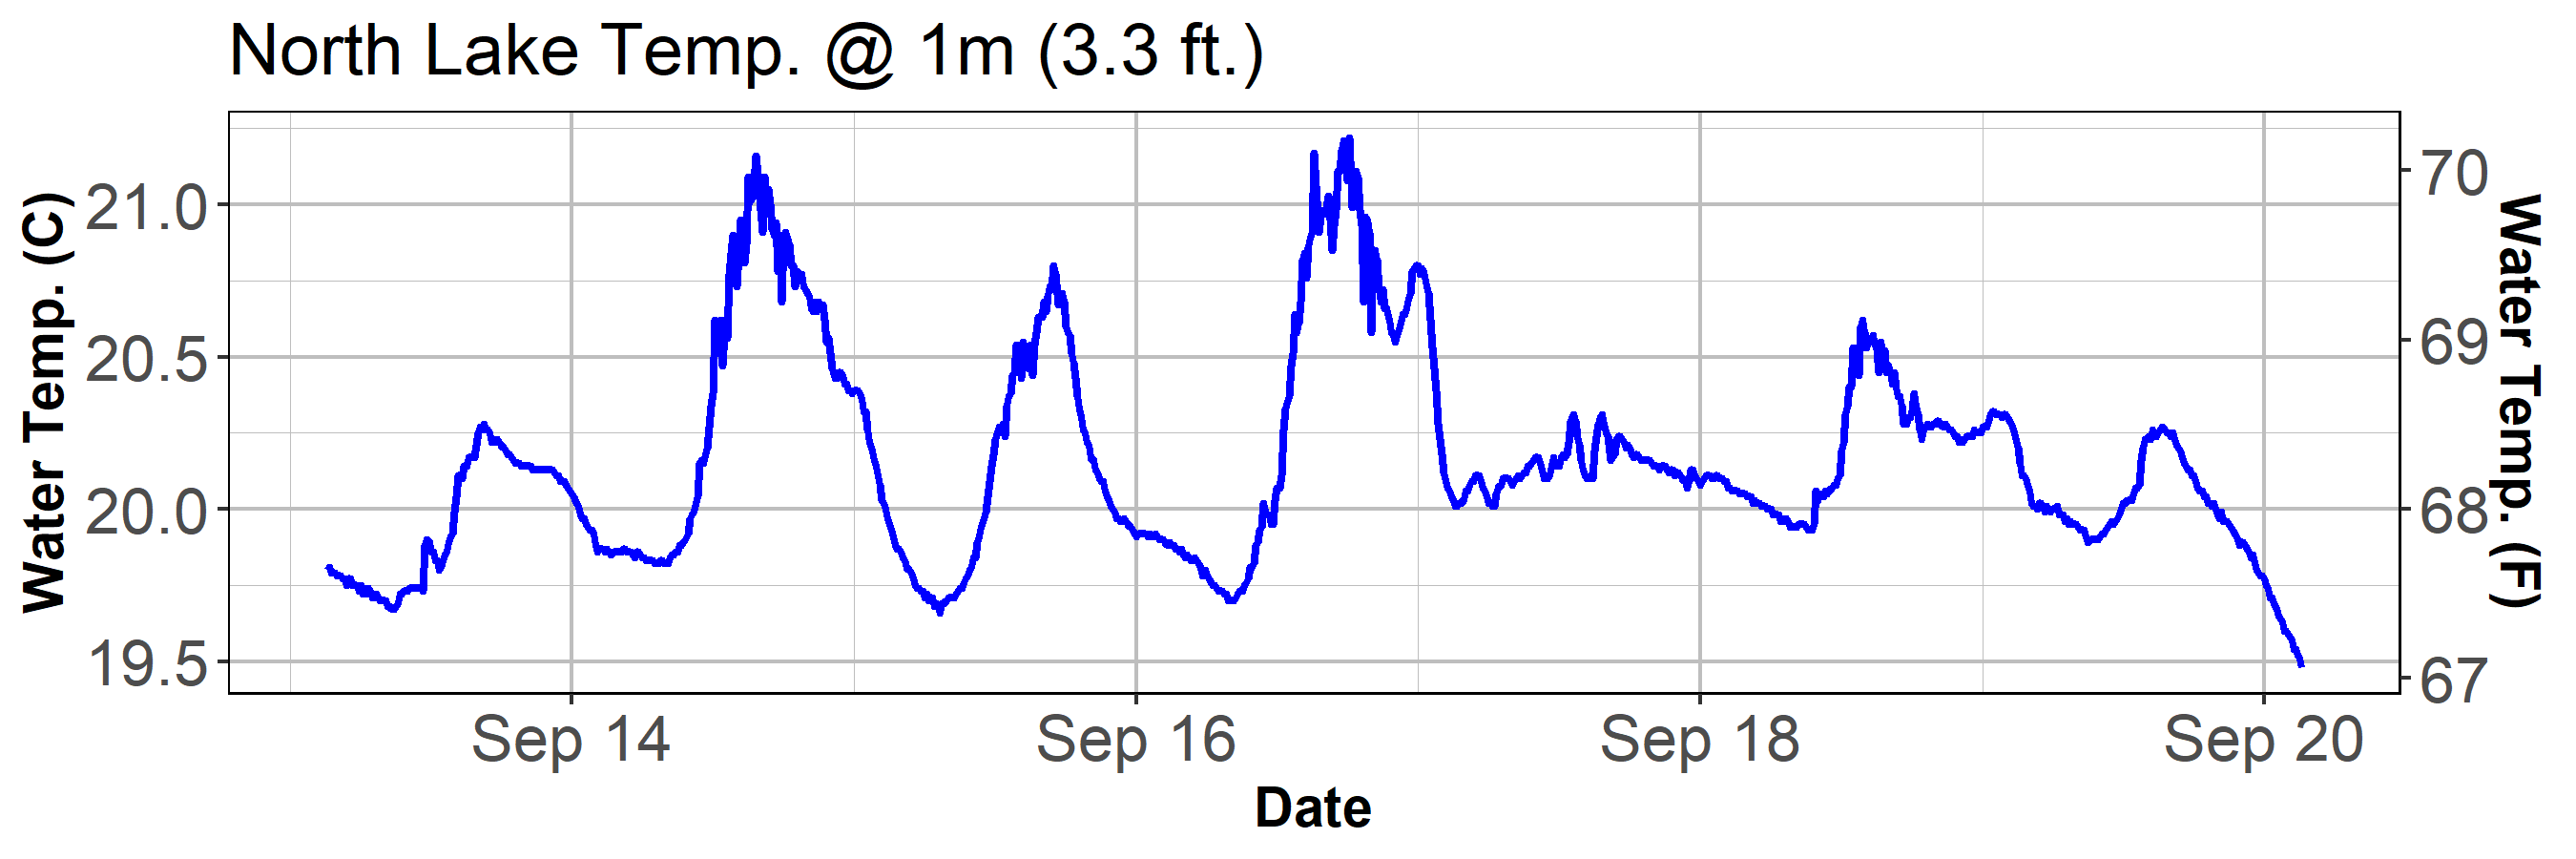 North Lake Temp. @ 1m (3.3 ft.)
Water Temp. (C)
21.0
20.5
20.0
19.5
70
69
68
67
Water Temp. (F)
Sep 14
Sep 16
Sep 18
Sep 20
Date